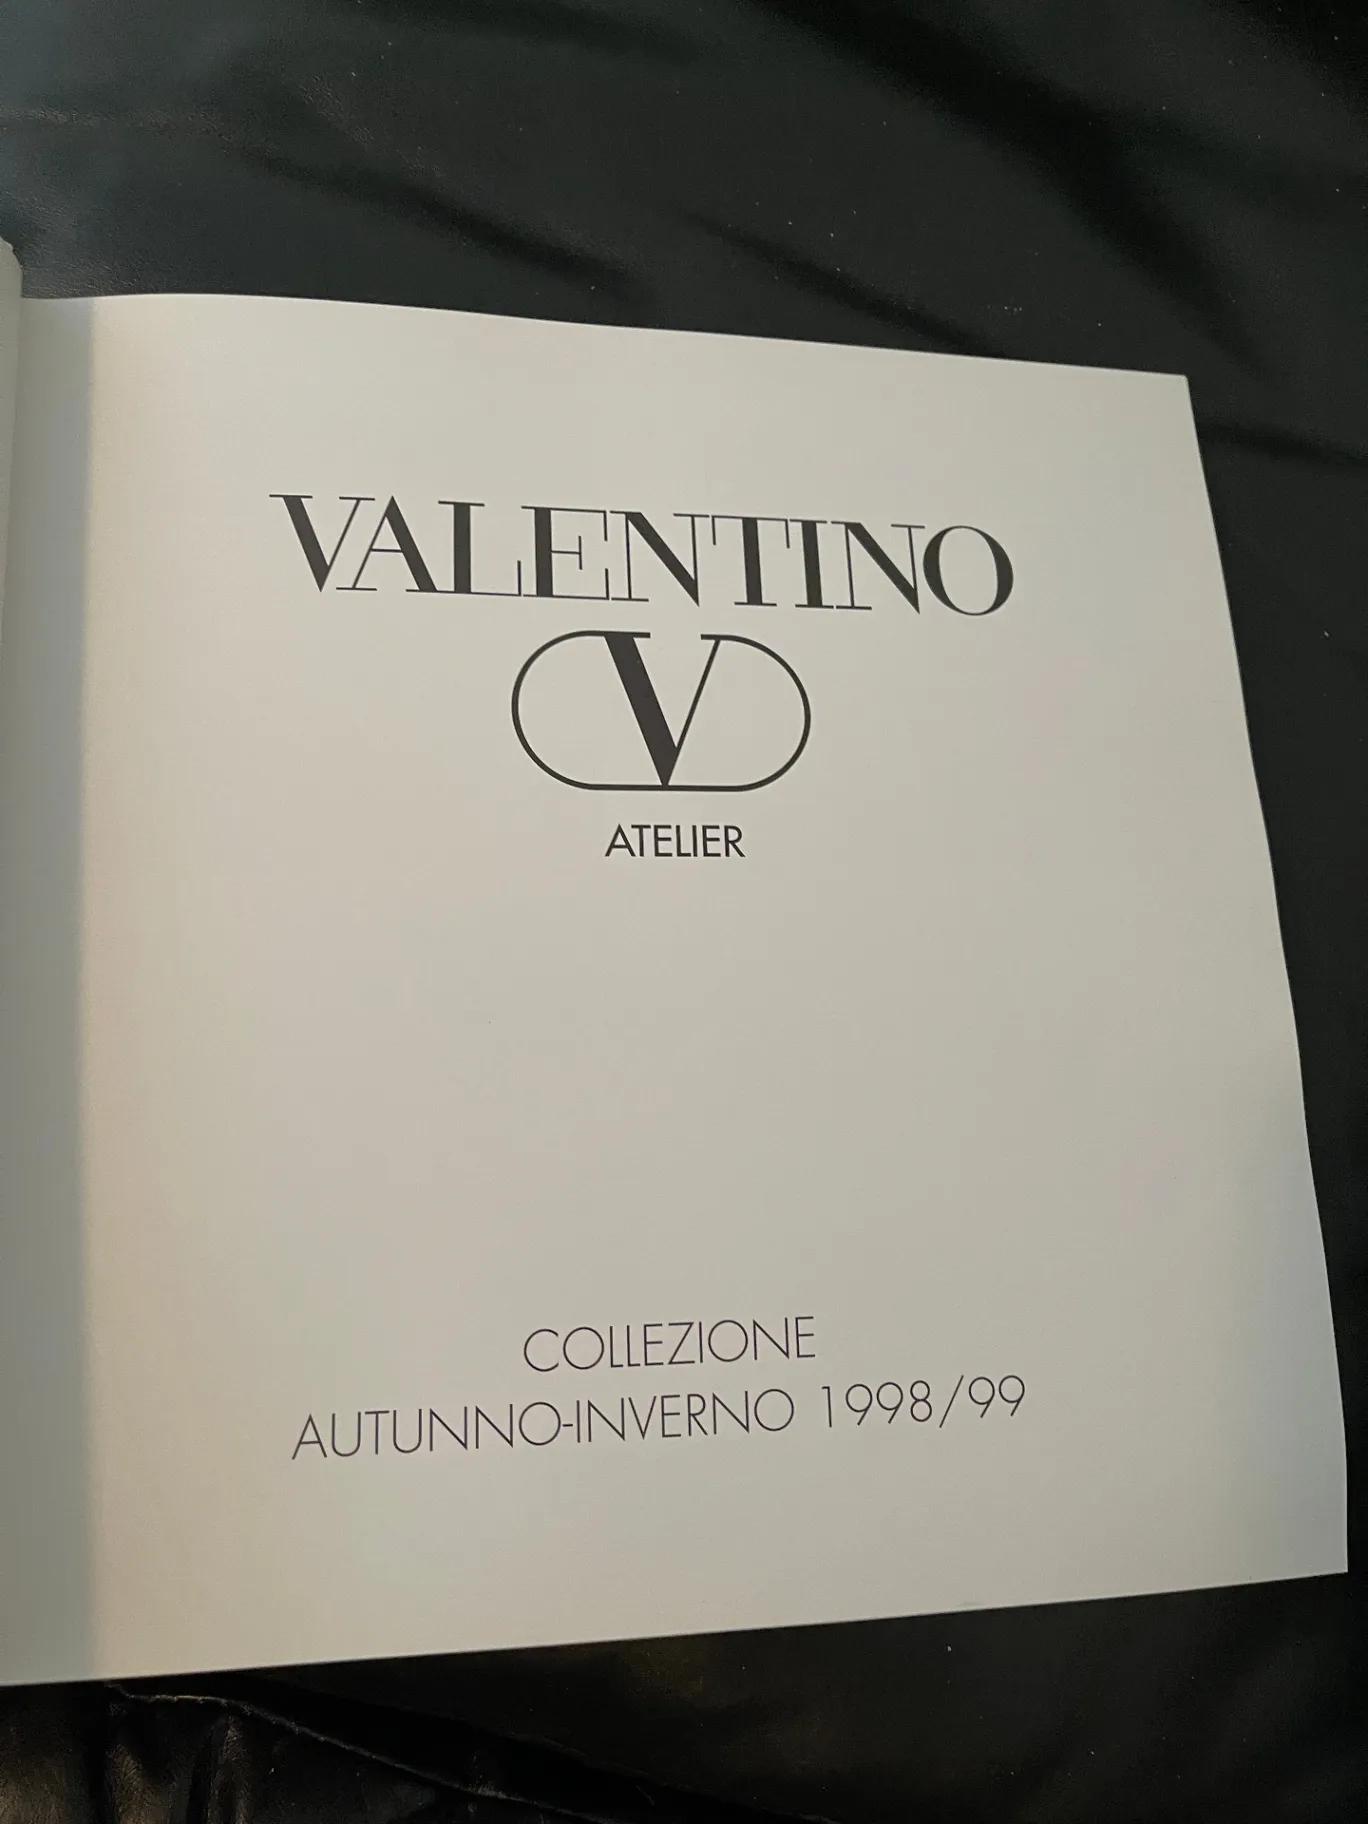 VALENTINO
V
ATELIER
COLLEZIONE
AUTUNNO-INVERNO 1998/99